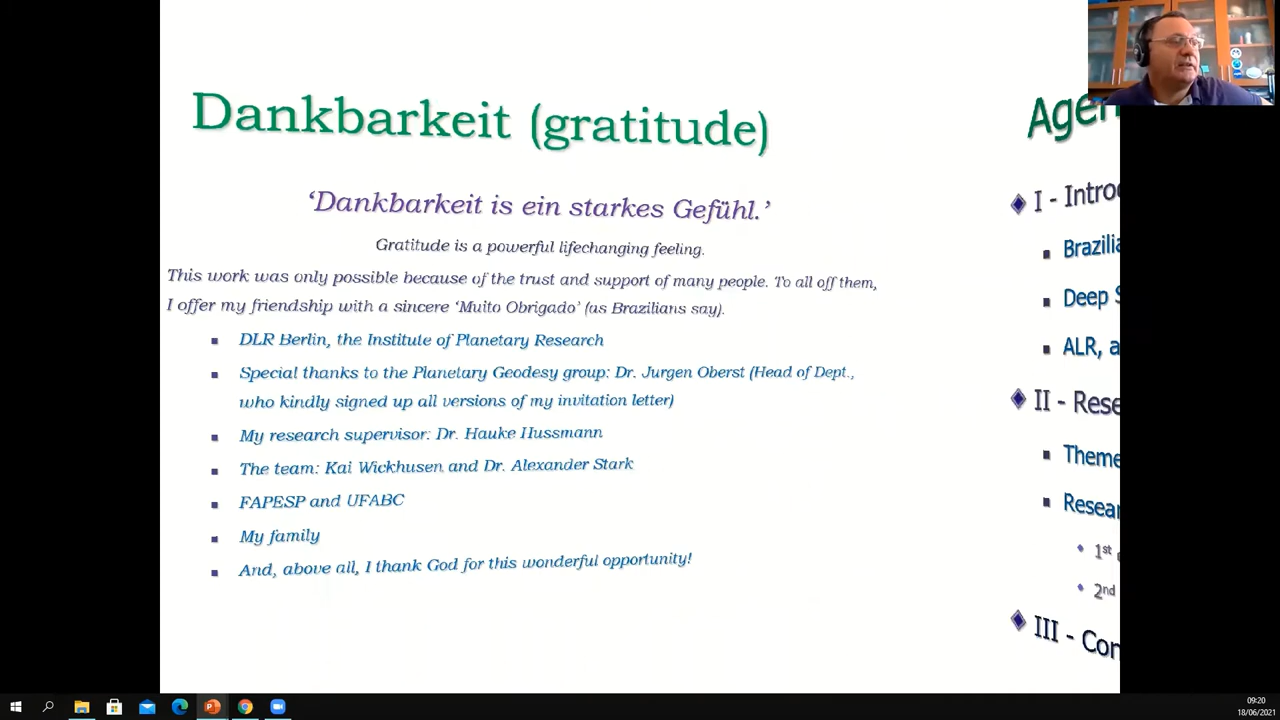 Dankbarkeit (gratitude)
‘Dankbarkeit is ein starkes Gefühl.’
Gratitude is a powerful lifechanging feeling.
This work was only possible because of the trust and support of many people. To all off them,
I offer my friendship with a sincere ‘Muito Obrigado’ (as Brazilians say).
DLR Berlin, the Institute of Planetary Research
Special thanks to the Planetary Geodesy group: Dr. Jurgen Oberst (Head of Dept.,
who kindly signed up all versions of my invitation letter)
My research supervisor: Dr. Hauke Hussmann
The team: Kai Wickhusen and Dr. Alexander Stark
FAPESP and UFABC
My family
And, above all, I thank God for this wonderful opportunity!
Agen
I - Introd
Brazilia
Deep S
ALR, a
II - Rese
Theme
Resear
1st
2nd
III - Con
09:20
18/06/2021